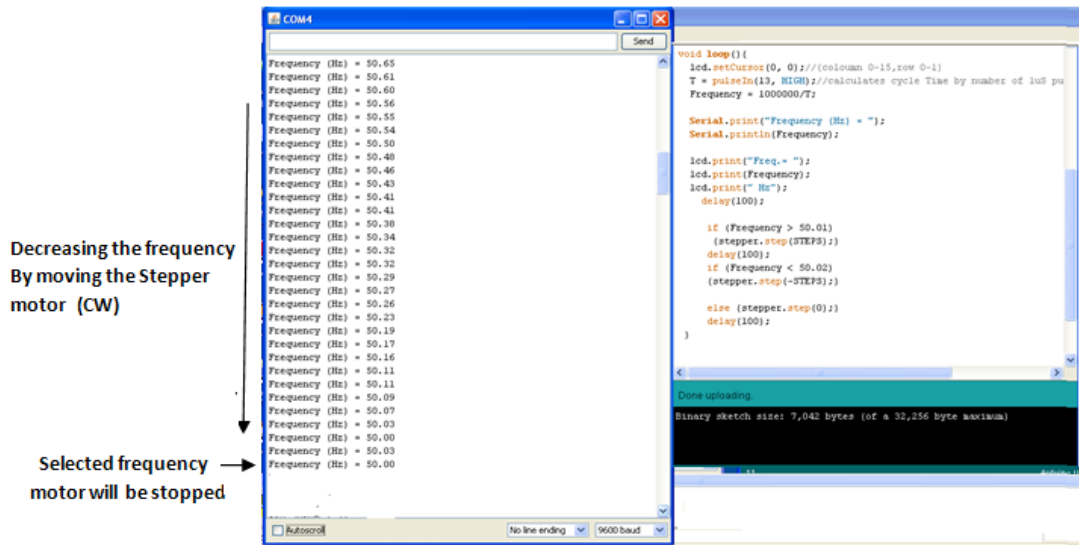 COM4
Send
Frequency (Hz) = 50.65
Frequency (Hz) = 50.61
Frequency (Hz) = 50.60
Frequency (Hz) = 50.56
Frequency (Hz) = 50.55
Frequency (Hz) = 50.54
Frequency (Hz) = 50.50
Frequency (Hz) = 50.48
Frequency (Hz) = 50.46
Frequency (Hz) = 50.43
Frequency (Hz) = 50.41
Frequency (Hz) = 50.41
Frequency (Hz) = 50.38
Frequency (Hz) = 50.34
Frequency (Hz) = 50.32
Frequency (Hz) = 50.32
Frequency (Hz) = 50.29
Frequency (Hz) = 50.27
Frequency (Hz) = 50.26
Frequency (Hz) = 50.23
Frequency (Hz) = 50.19
Frequency (Hz) = 50.17
Frequency (Hz) = 50.16
Frequency (Hz) = 50.11
Frequency (Hz) = 50.11
Frequency (Hz) = 50.09
Frequency (Hz) = 50.07
Frequency (Hz) = 50.03
Frequency (Hz) = 50.00
Frequency (Hz) = 50.03
Frequency (Hz) = 50.00
Autoscroll
No line ending
9600 baud
Decreasing the frequency
By moving the Stepper
motor (CW)
Selected frequency
motor will be stopped
void loop(){
lcd.setCursor(0, 0);//(coloumn 0-15,row 0-1)
T = pulseIn(13, HIGH);//calculates cycle Time by number of 1uS pu
Frequency = 1000000/T;
Serial.print("Frequency (Hz) = ");
Serial.println(Frequency);
lcd.print("Freq.= ");
lcd.print(Frequency);
lcd.print(" Hz");
delay(100);
if (Frequency > 50.01)
{stepper.step(STEPS);}
delay(100);
if (Frequency < 50.02)
{stepper.step(-STEPS);}
else {stepper.step(0);}
delay(100);
}
Done uploading.
Binary sketch size: 7,042 bytes (of a 32,256 byte maximum)